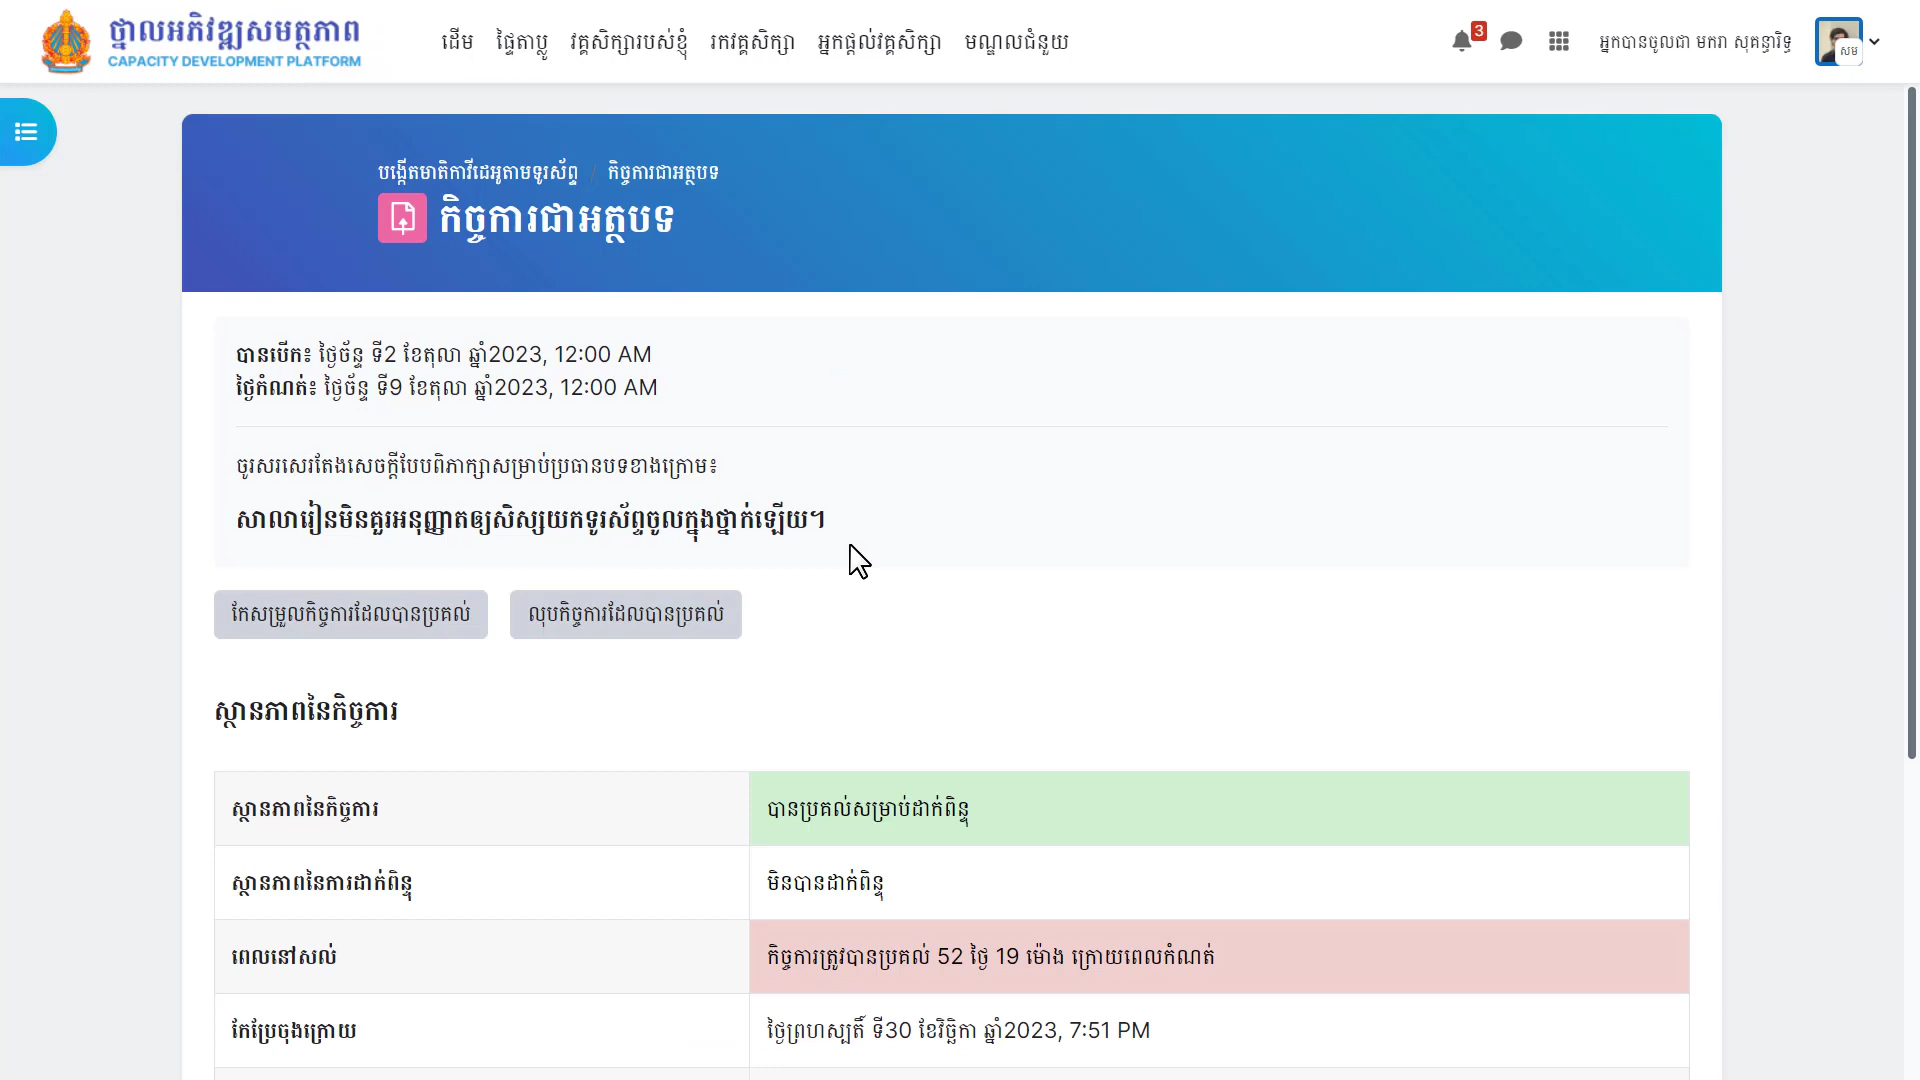 ថ្នាលអភិវឌ្ឍសមត្ថភាព
CAPACITY DEVELOPMENT PLATFORM
ដើម ផ្ទៃតាប្លូ វគ្គសិក្សារបស់ខ្ញុំ រកវគ្គសិក្សា អ្នកផ្ដល់វគ្គសិក្សា មណ្ឌលជំនួយ
3
អ្នកបានចូលជា មករា សុគន្ធារិទ្ធ
សម
បង្កើតមាតិកាវីដេអូតាមទូរស័ព្ទ / កិច្ចការជាអត្ថបទ
កិច្ចការជាអត្ថបទ
បានបើក៖ ថ្ងៃច័ន្ទ ទី2 ខែតុលា ឆ្នាំ2023, 12:00 AM
ថ្ងៃកំណត់៖ ថ្ងៃច័ន្ទ ទី9 ខែតុលា ឆ្នាំ2023, 12:00 AM
ចូរសរសេរតែងសេចក្ដីបែបពិភាក្សាសម្រាប់ប្រធានបទខាងក្រោម៖
សាលារៀនមិនគួរអនុញ្ញាតឲ្យសិស្សយកទូរស័ព្ទចូលក្នុងថ្នាក់ឡើយ។
កែសម្រួលកិច្ចការដែលបានប្រគល់ លុបកិច្ចការដែលបានប្រគល់
ស្ថានភាពនៃកិច្ចការ
ស្ថានភាពនៃកិច្ចការ បានប្រគល់សម្រាប់ដាក់ពិន្ទុ
ស្ថានភាពនៃការដាក់ពិន្ទុ មិនបានដាក់ពិន្ទុ
ពេលនៅសល់ កិច្ចការត្រូវបានប្រគល់ 52 ថ្ងៃ 19 ម៉ោង ក្រោយពេលកំណត់
កែប្រែចុងក្រោយ ថ្ងៃព្រហស្បតិ៍ ទី30 ខែវិច្ឆិកា ឆ្នាំ2023, 7:51 PM